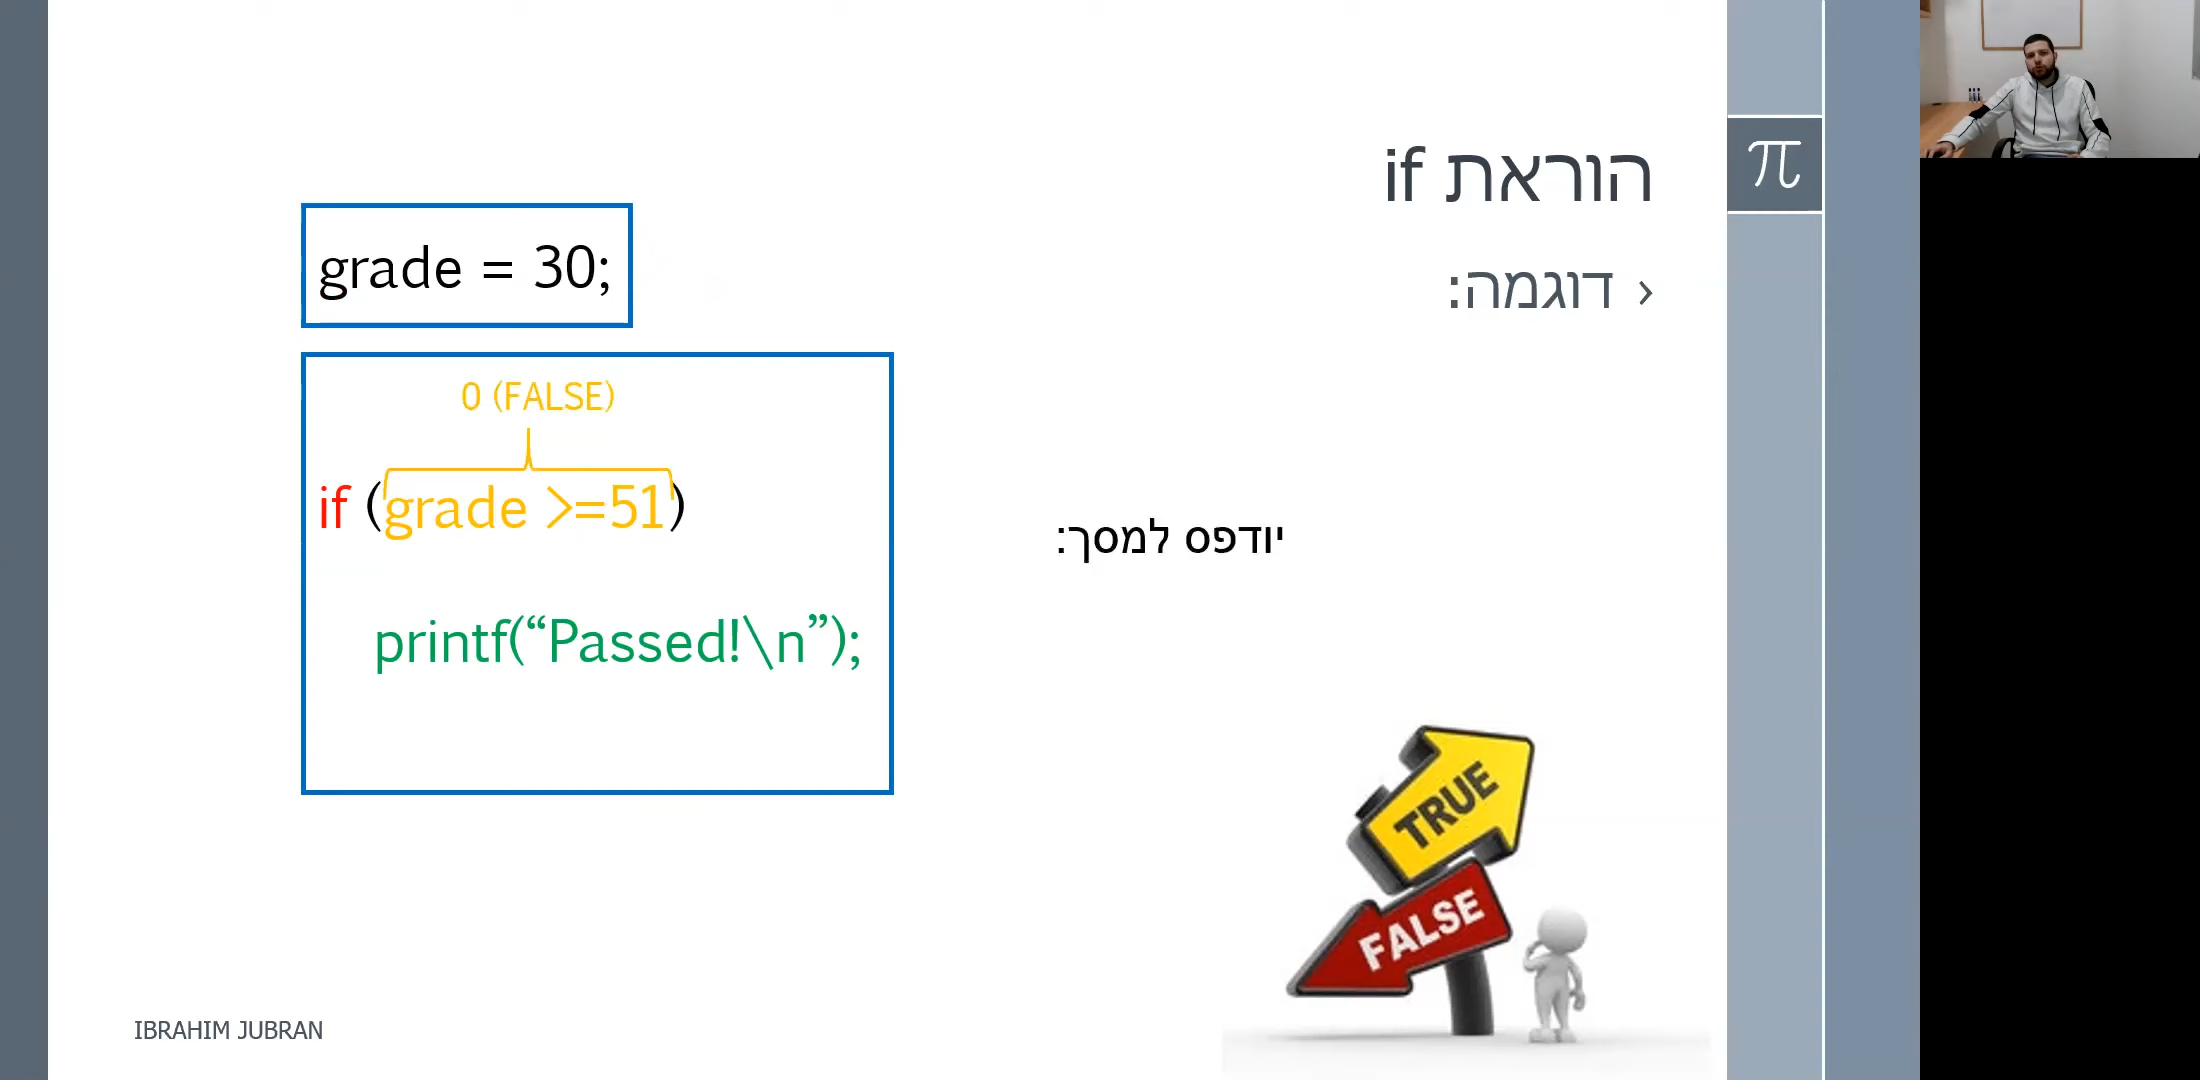 הוראת if
› דוגמה:
grade = 30;
0 (FALSE)
if (grade >=51)
printf(“Passed!\n”);
יודפס למסך:
TRUE
FALSE
IBRAHIM JUBRAN
π